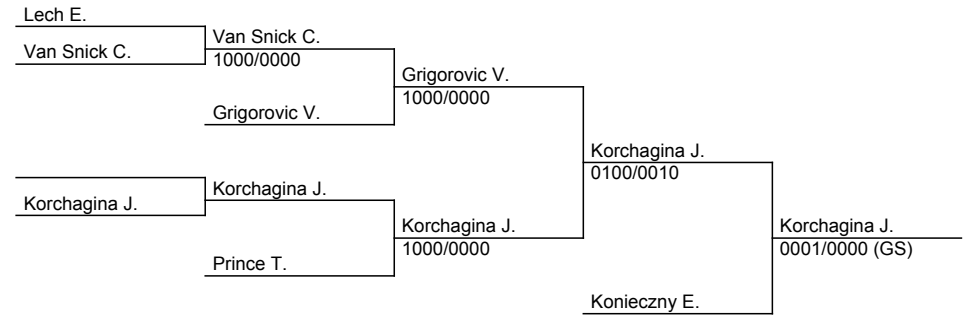 Lech E.
Van Snick C.
Van Snick C.
1000/0000
Grigorovic V.
Grigorovic V.
1000/0000
Korchagina J.
Korchagina J.
Prince T.
Korchagina J.
1000/0000
Korchagina J.
0100/0010
Konieczny E.
Korchagina J.
0001/0000 (GS)